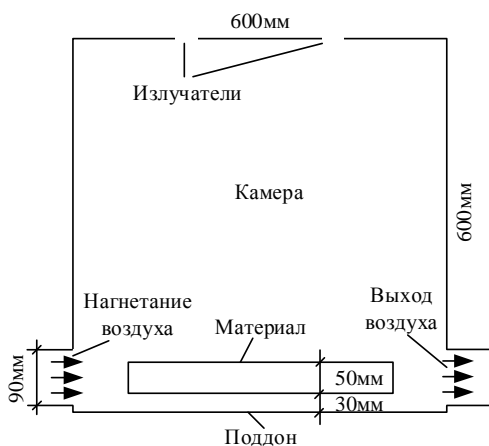 600мм
Излучатели
Камера
600мм
Нагнетание
воздуха
Выход
воздуха
Материал
90мм
50мм
30мм
Поддон